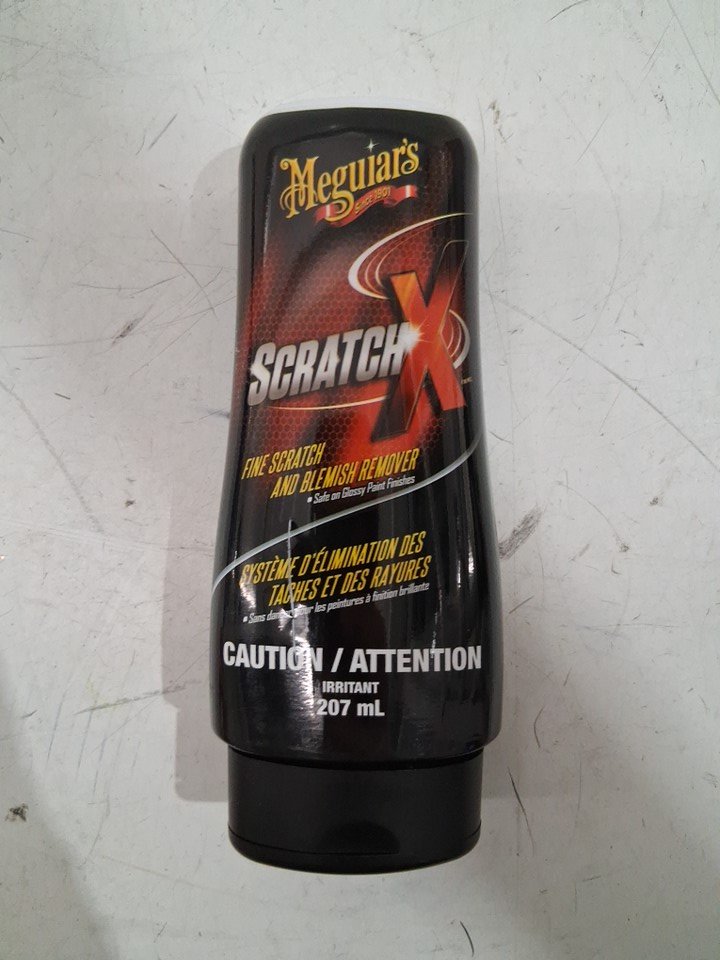 Meguiar's
SINCE 1901
SCRATCH X
FINE SCRATCH
AND BLEMISH REMOVER
• Safe on Glossy Paint Finishes
SYSTÈME D'ÉLIMINATION DES
TACHES ET DES RAYURES
• Sans les peintures à finition brillante
CAUTION / ATTENTION
IRRITANT
207 mL